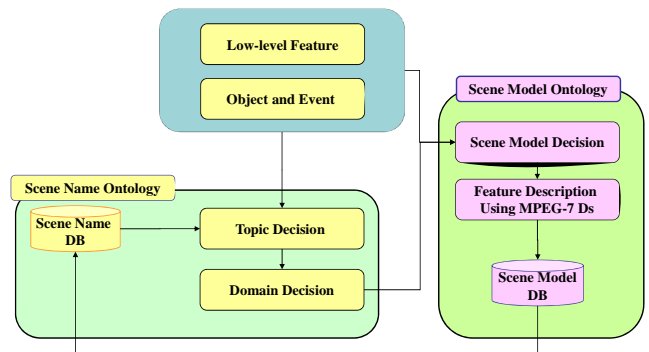 Low-level Feature
Object and Event
Scene Model Ontology
Scene Model Decision
Feature Description
Using MPEG-7 Ds
Scene Model
DB
Scene Name Ontology
Scene Name
DB
Topic Decision
Domain Decision